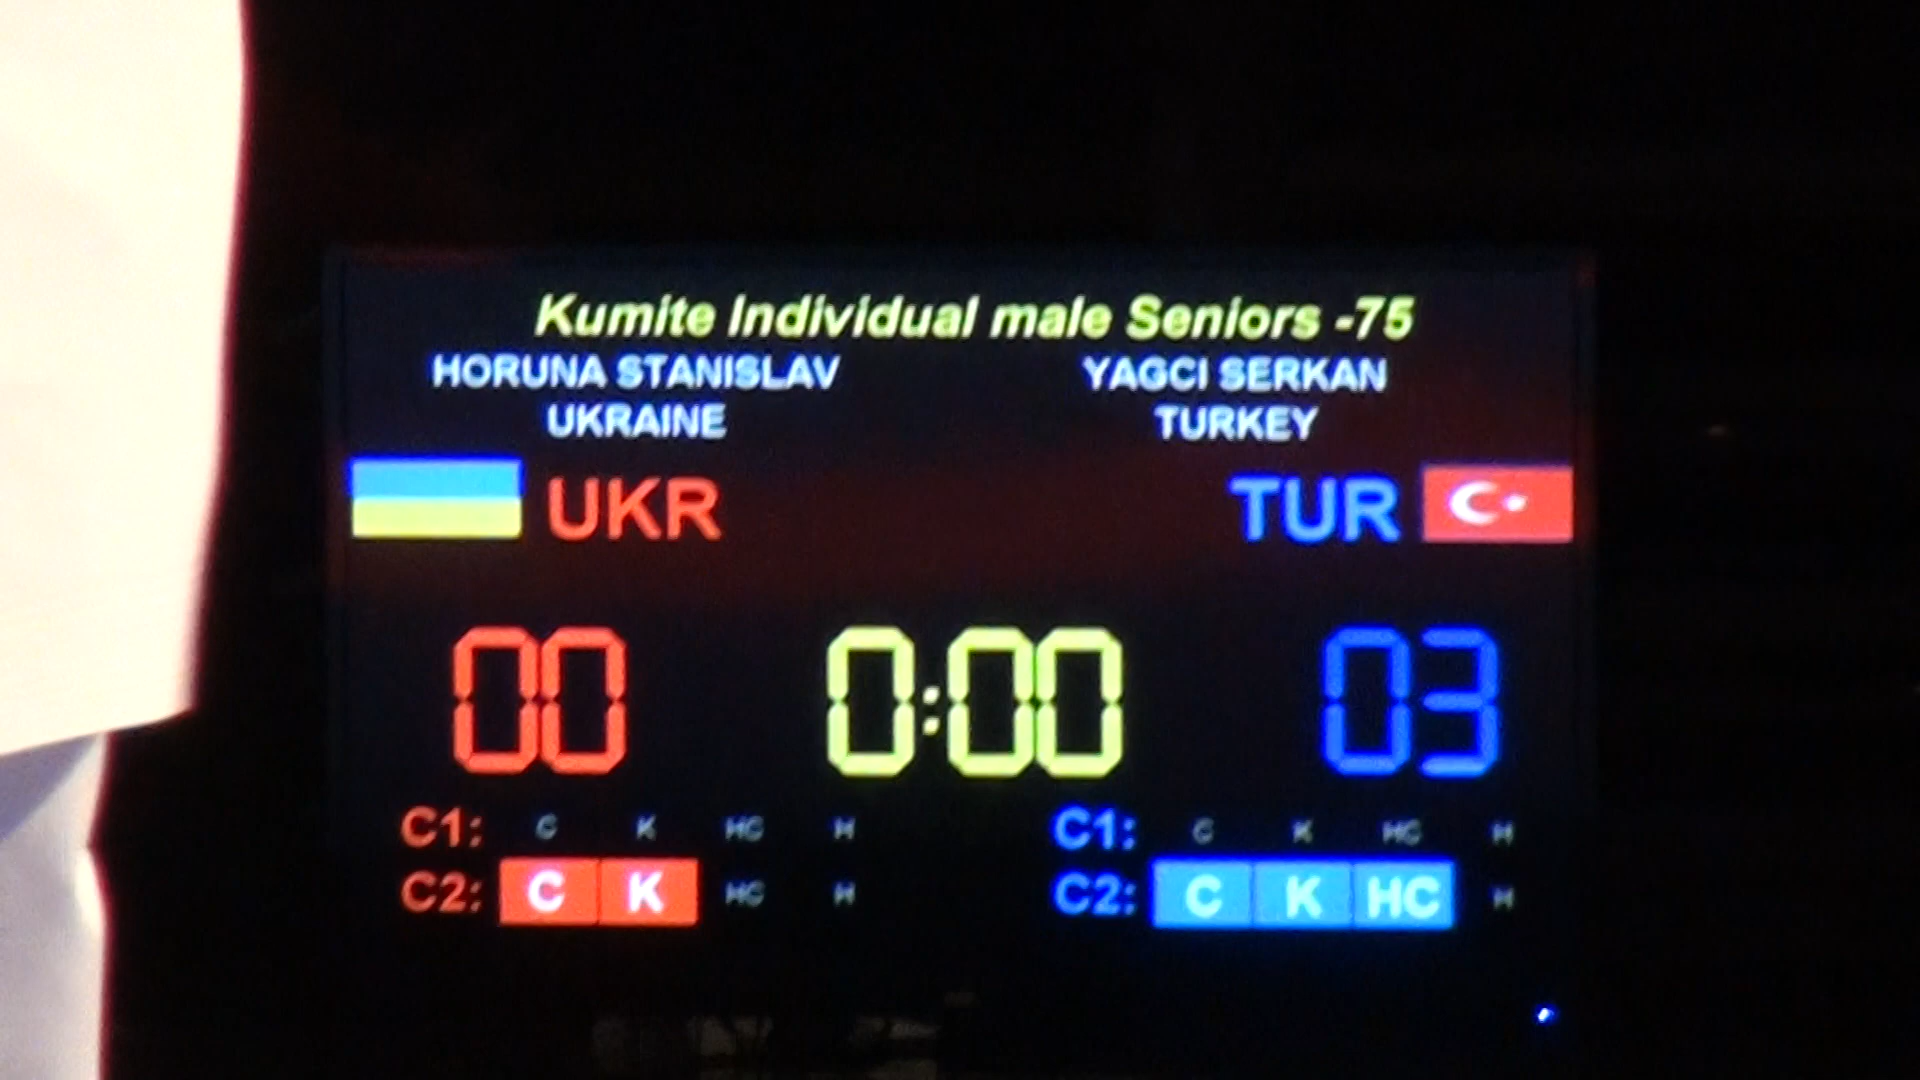 Kumite Individual male Seniors -75
HORUNA STANISLAV YAGCI SERKAN
UKRAINE TURKEY
UKR TUR
00 0:00 03
C1: C K HC H C1: C K HC H
C2: C K HC H C2: C K HC H